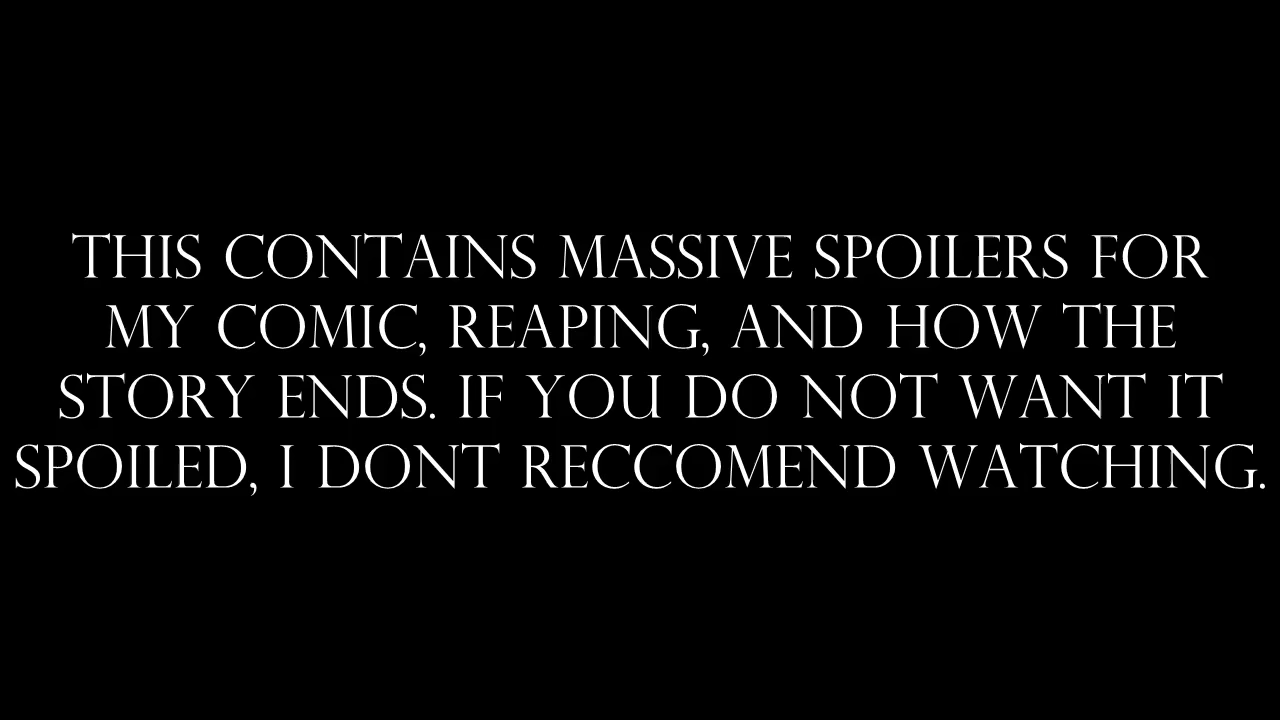 THIS CONTAINS MASSIVE SPOILERS FOR
MY COMIC, REAPING, AND HOW THE
STORY ENDS. IF YOU DO NOT WANT IT
SPOILED, I DONT RECCOMEND WATCHING.